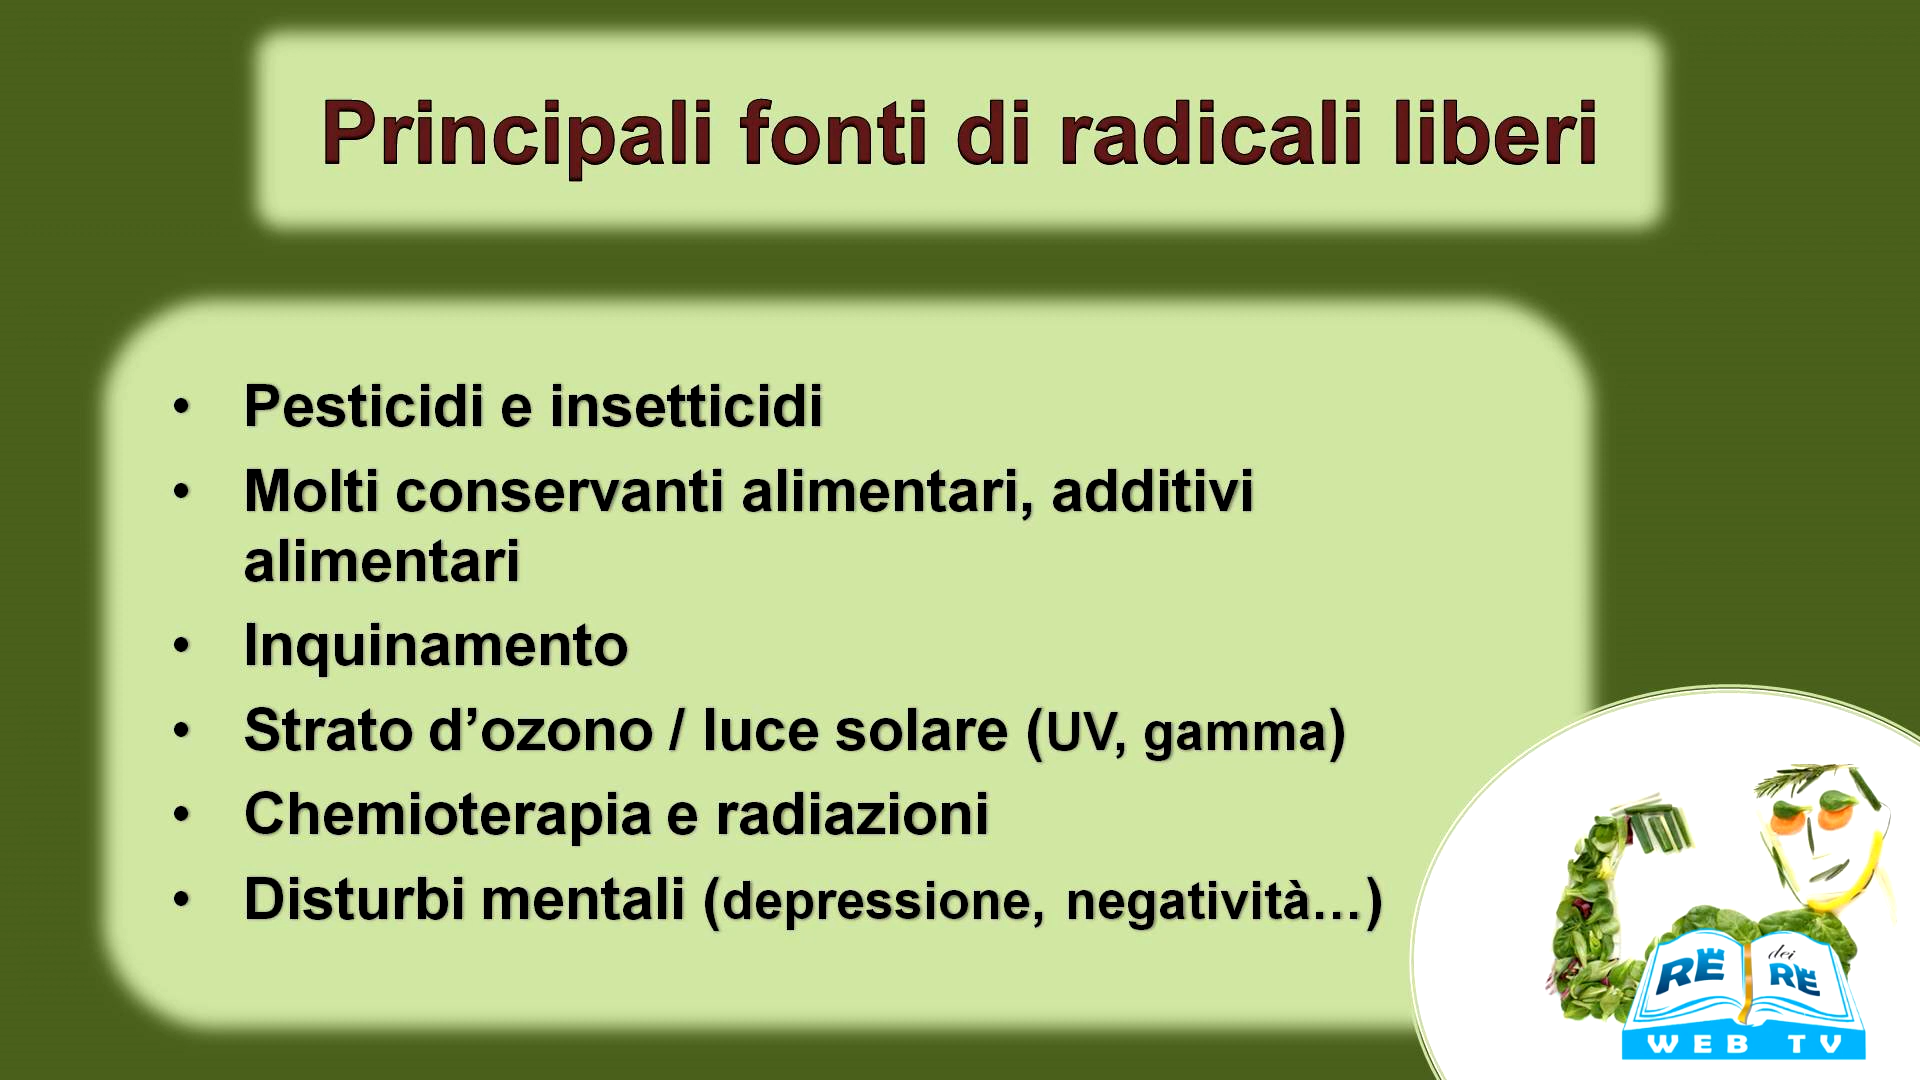 Principali fonti di radicali liberi
• Pesticidi e insetticidi
• Molti conservanti alimentari, additivi
alimentari
• Inquinamento
• Strato d’ozono / luce solare (UV, gamma)
• Chemioterapia e radiazioni
• Disturbi mentali (depressione, negatività…)
RE dei RE
WEB TV